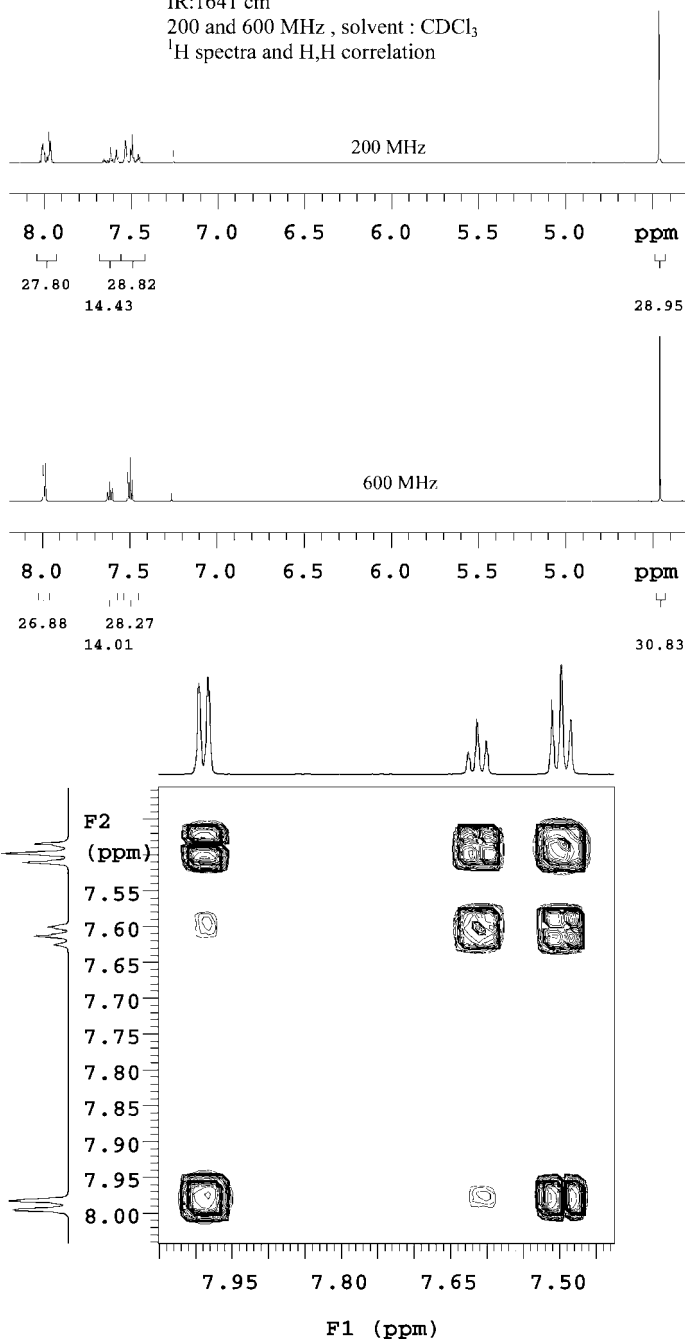 IR:1641 cm
200 and 600 MHz , solvent : CDCl₃
¹H spectra and H,H correlation
200 MHz
8.0 7.5 7.0 6.5 6.0 5.5 5.0 ppm
27.80 28.82
14.43 28.95
600 MHz
8.0 7.5 7.0 6.5 6.0 5.5 5.0 ppm
26.88 28.27
14.01 30.83
F2
(ppm)
7.55
7.60
7.65
7.70
7.75
7.80
7.85
7.90
7.95
8.00
7.95 7.80 7.65 7.50
F1 (ppm)